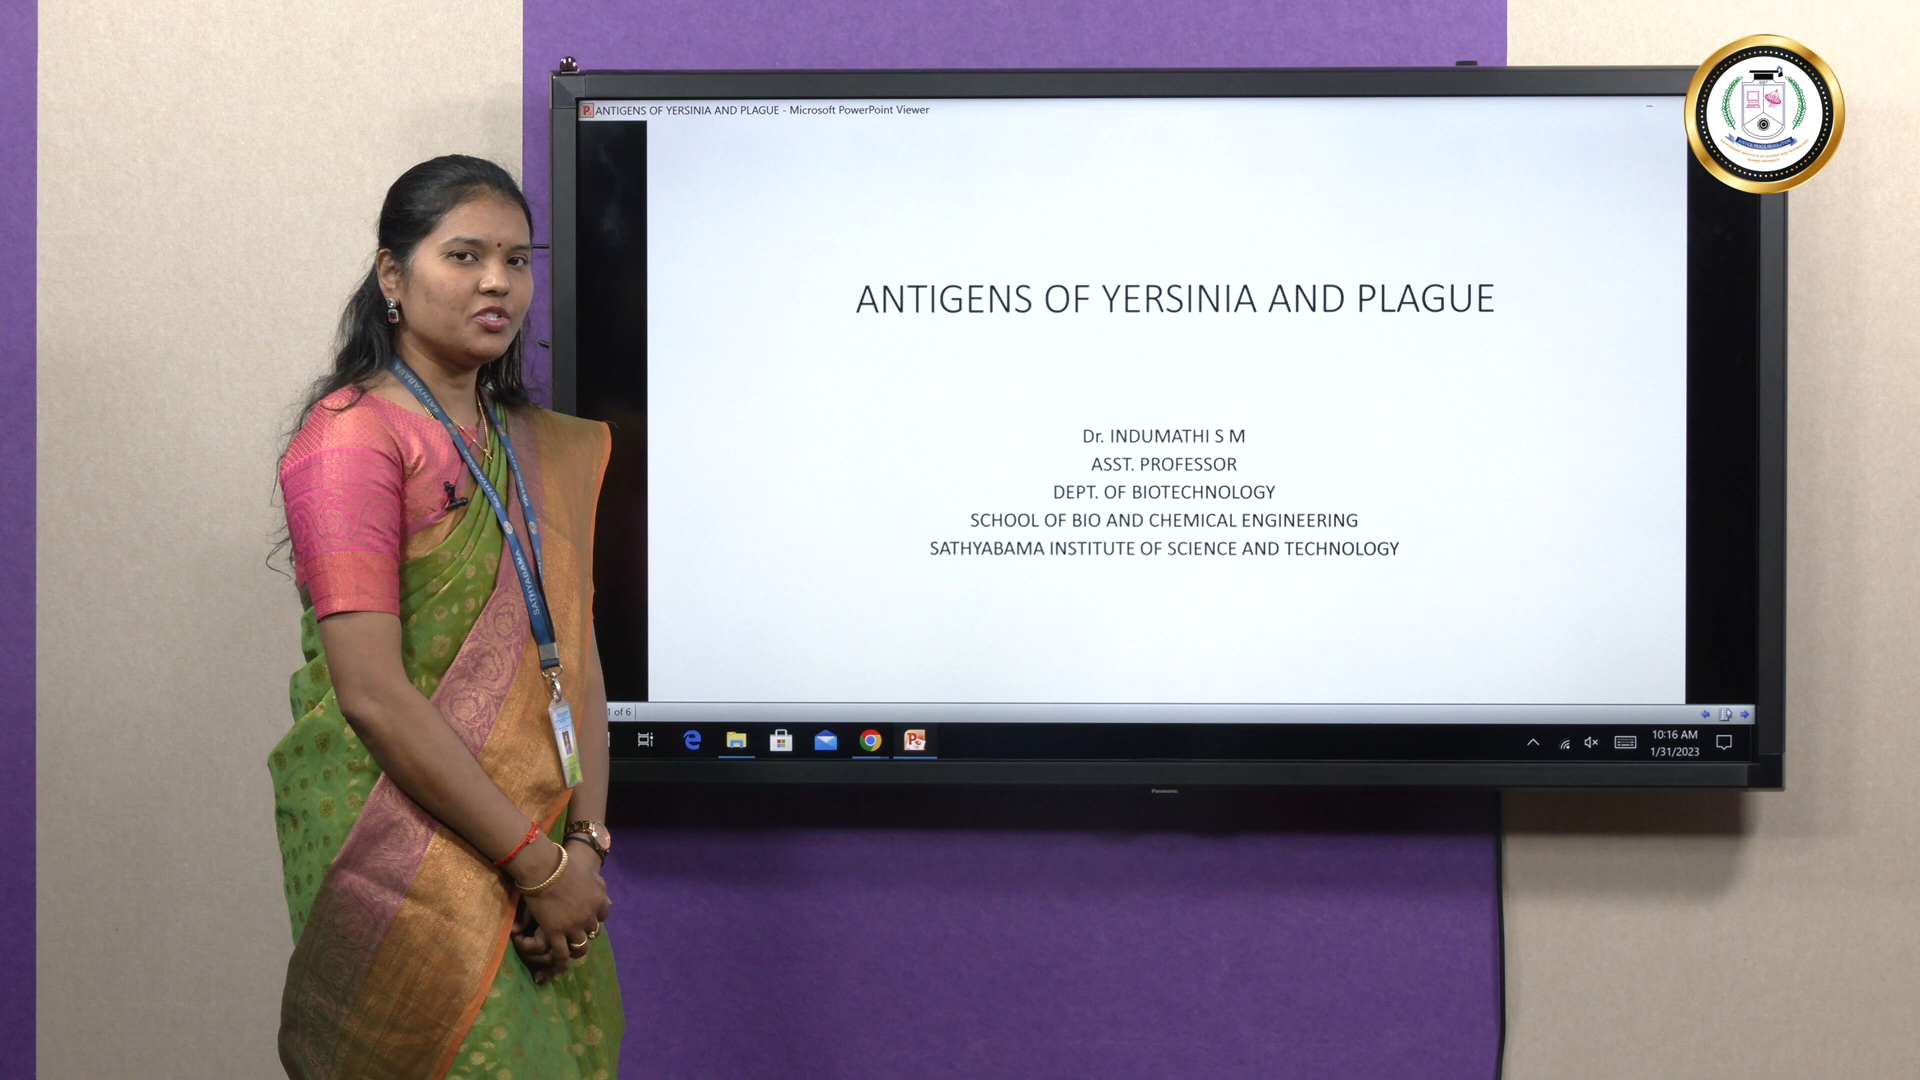 ANTIGENS OF YERSINIA AND PLAGUE - Microsoft PowerPoint Viewer
ANTIGENS OF YERSINIA AND PLAGUE
Dr. INDUMATHI S M
ASST. PROFESSOR
DEPT. OF BIOTECHNOLOGY
SCHOOL OF BIO AND CHEMICAL ENGINEERING
SATHYABAMA INSTITUTE OF SCIENCE AND TECHNOLOGY
1 of 6
10:16 AM
1/31/2023
Panasonic
SATHYABAMA
SATHYABAMA